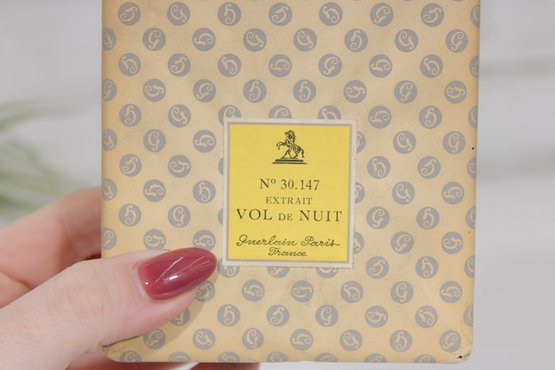 Nº 30.147
EXTRAIT
VOL DE NUIT
Guerlain Paris
France